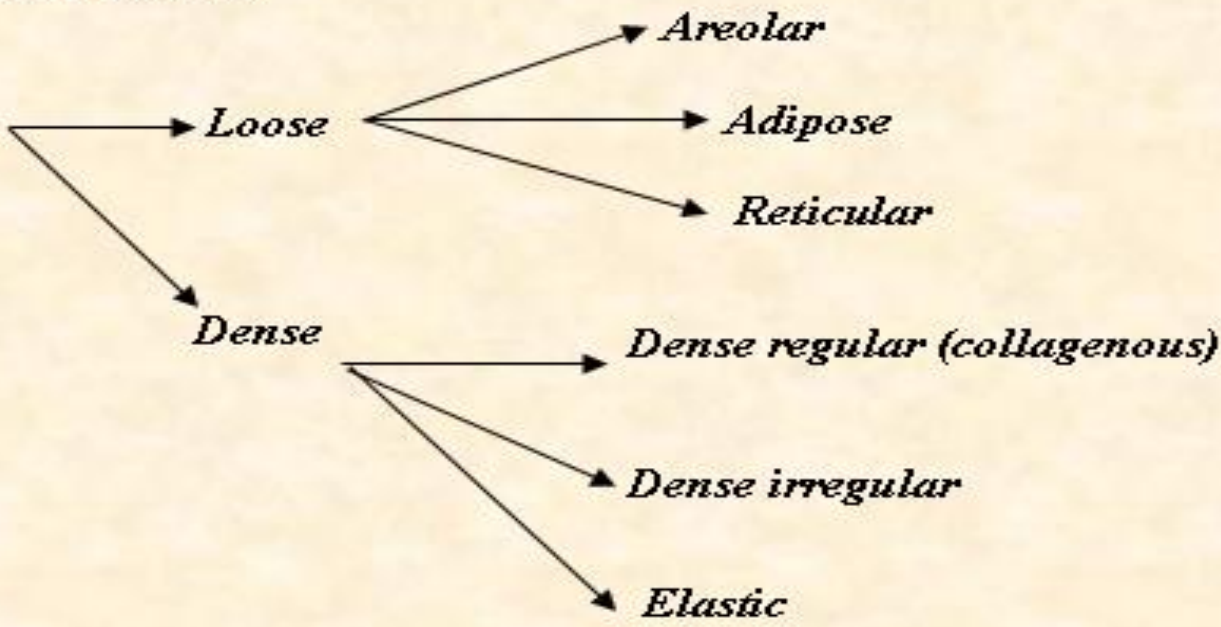 Areolar
Loose
Adipose
Reticular
Dense
Dense regular (collagenous)
Dense irregular
Elastic